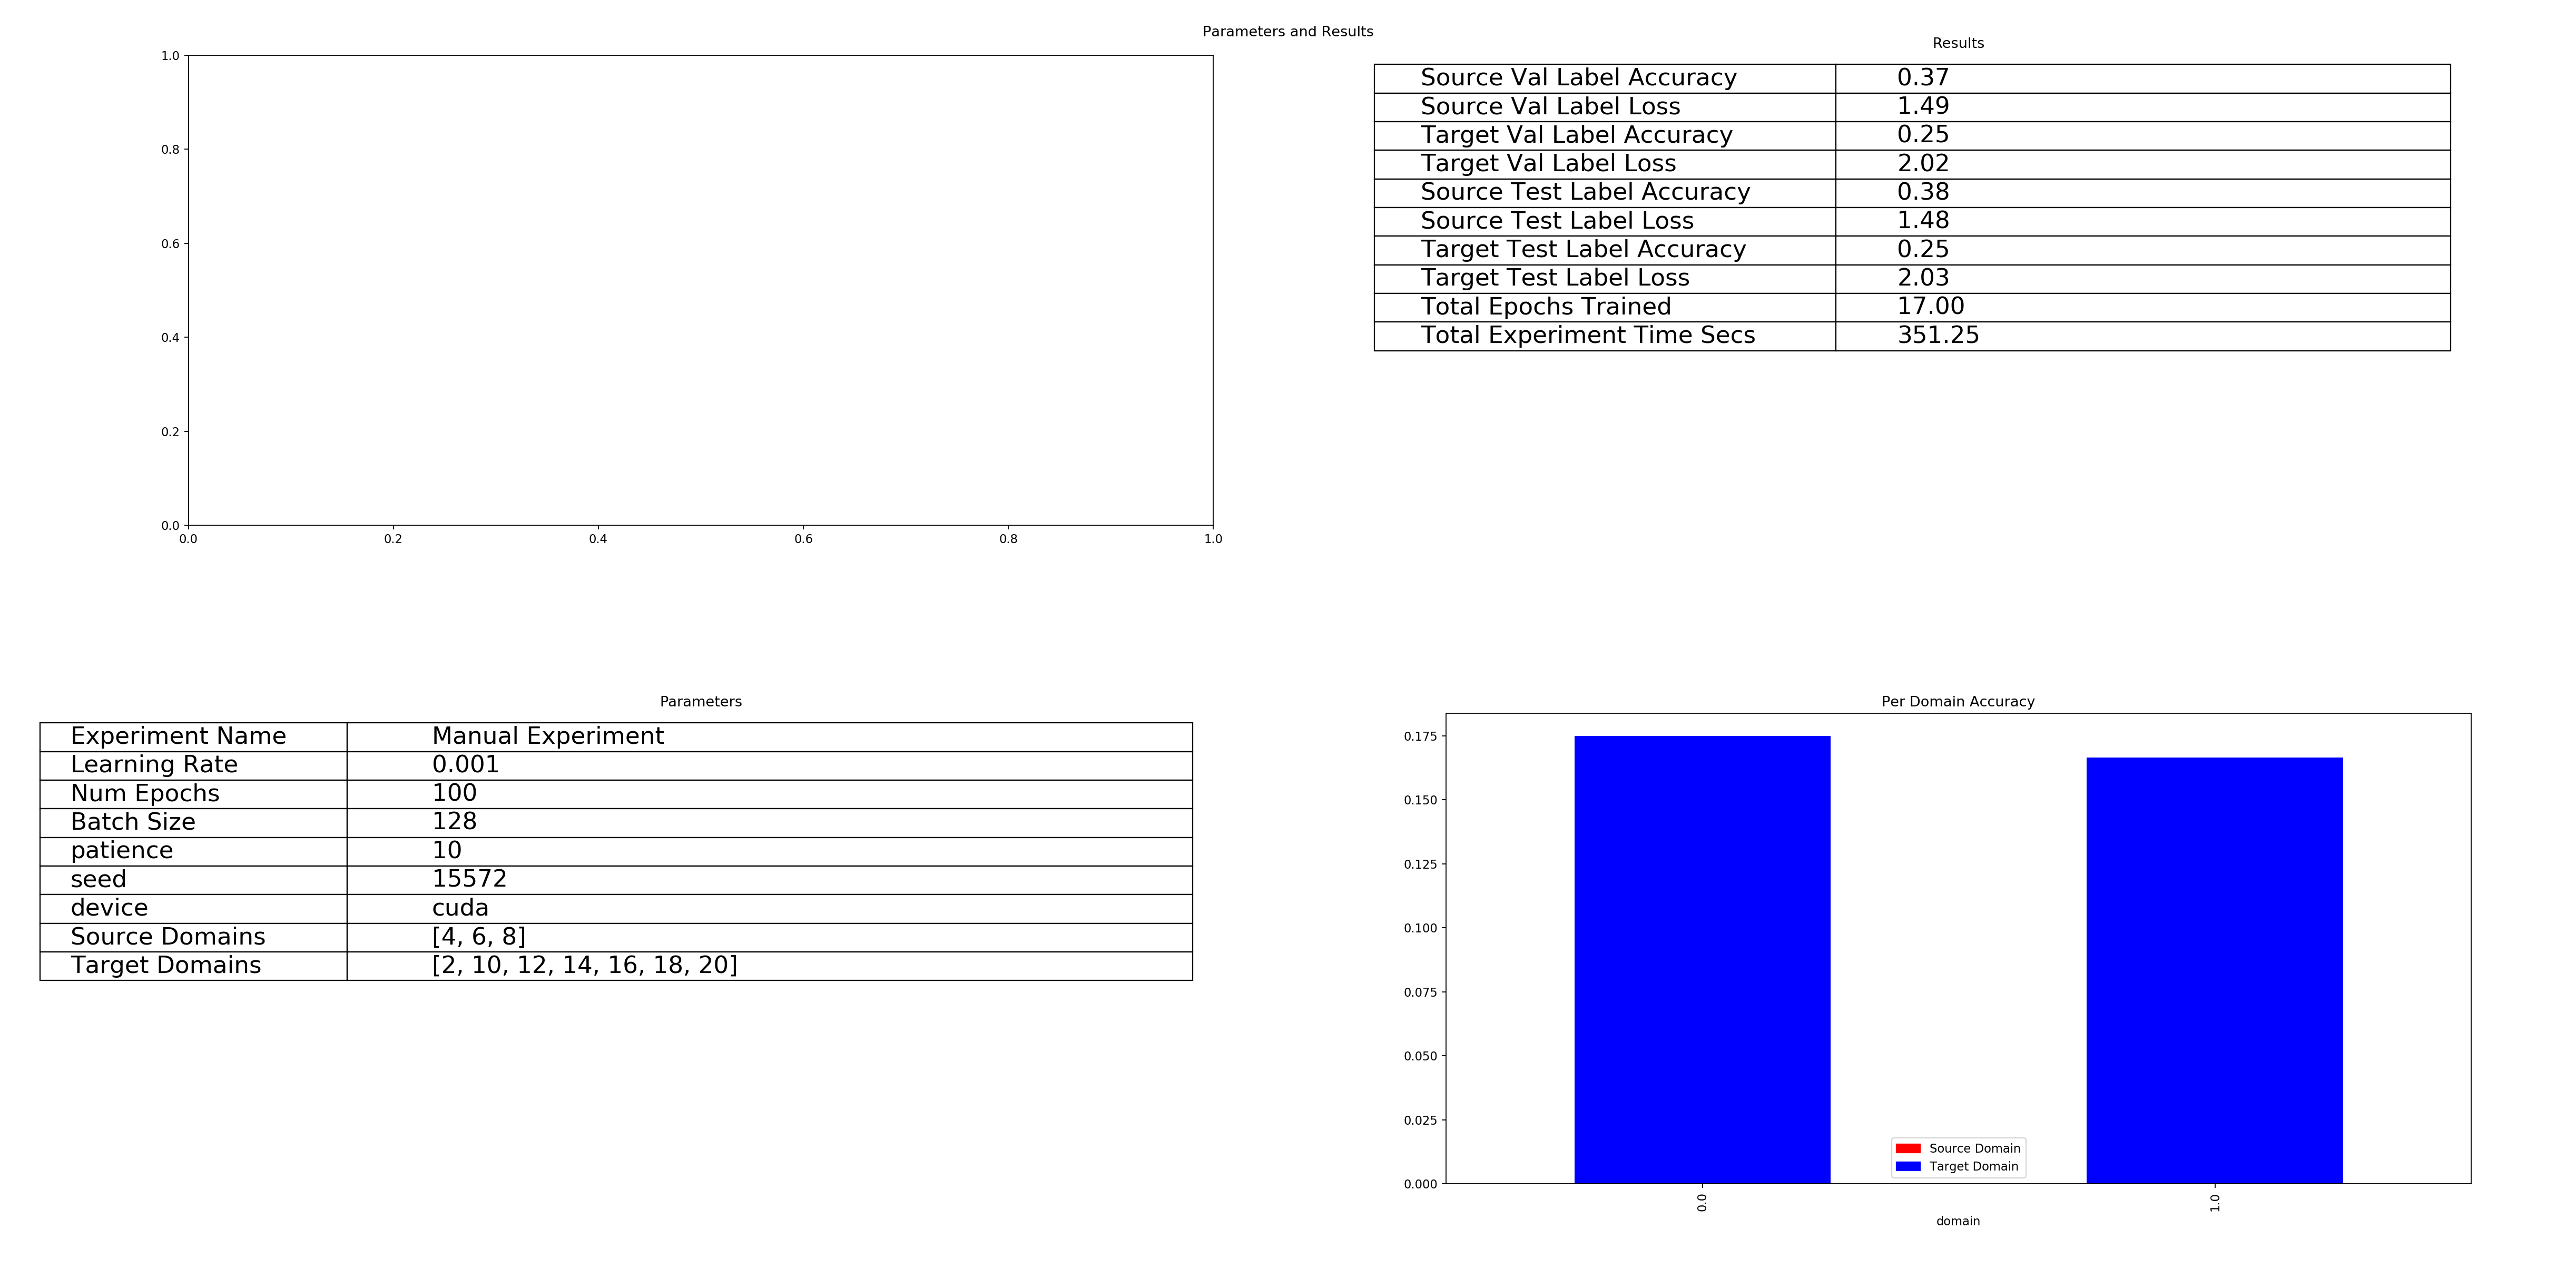 Parameters and Results
1.0
0.8
0.6
0.4
0.2
0.0
0.0 0.2 0.4 0.6 0.8 1.0
Results
Source Val Label Accuracy 0.37
Source Val Label Loss 1.49
Target Val Label Accuracy 0.25
Target Val Label Loss 2.02
Source Test Label Accuracy 0.38
Source Test Label Loss 1.48
Target Test Label Accuracy 0.25
Target Test Label Loss 2.03
Total Epochs Trained 17.00
Total Experiment Time Secs 351.25
Parameters
Experiment Name Manual Experiment
Learning Rate 0.001
Num Epochs 100
Batch Size 128
patience 10
seed 15572
device cuda
Source Domains [4, 6, 8]
Target Domains [2, 10, 12, 14, 16, 18, 20]
Per Domain Accuracy
0.175
0.150
0.125
0.100
0.075
0.050
0.025
0.000
Source Domain
Target Domain
0.0 1.0
domain